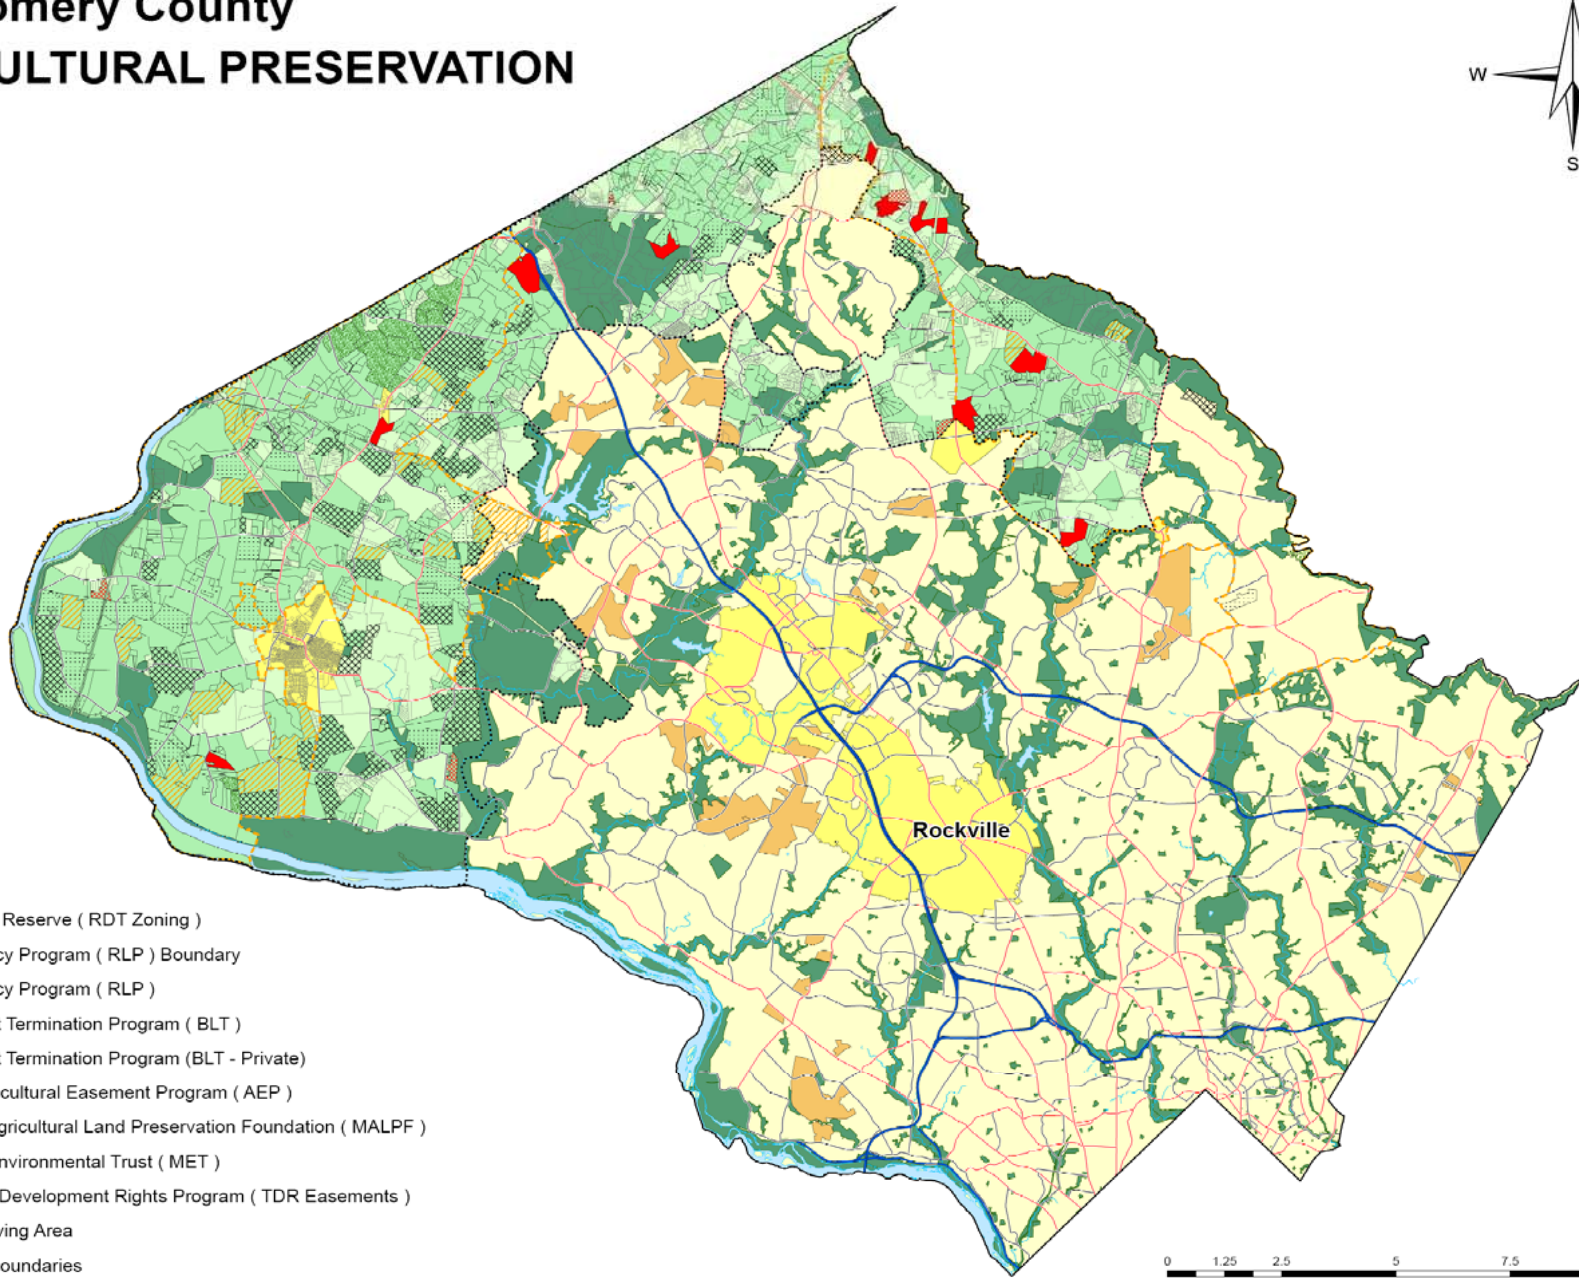 omery County
ULTURAL PRESERVATION
W
S
Rockville
Reserve ( RDT Zoning )
cy Program ( RLP ) Boundary
cy Program ( RLP )
t Termination Program ( BLT )
t Termination Program (BLT - Private)
icultural Easement Program ( AEP )
gricultural Land Preservation Foundation ( MALPF )
nvironmental Trust ( MET )
Development Rights Program ( TDR Easements )
ving Area
oundaries
0 1.25 2.5 5 7.5